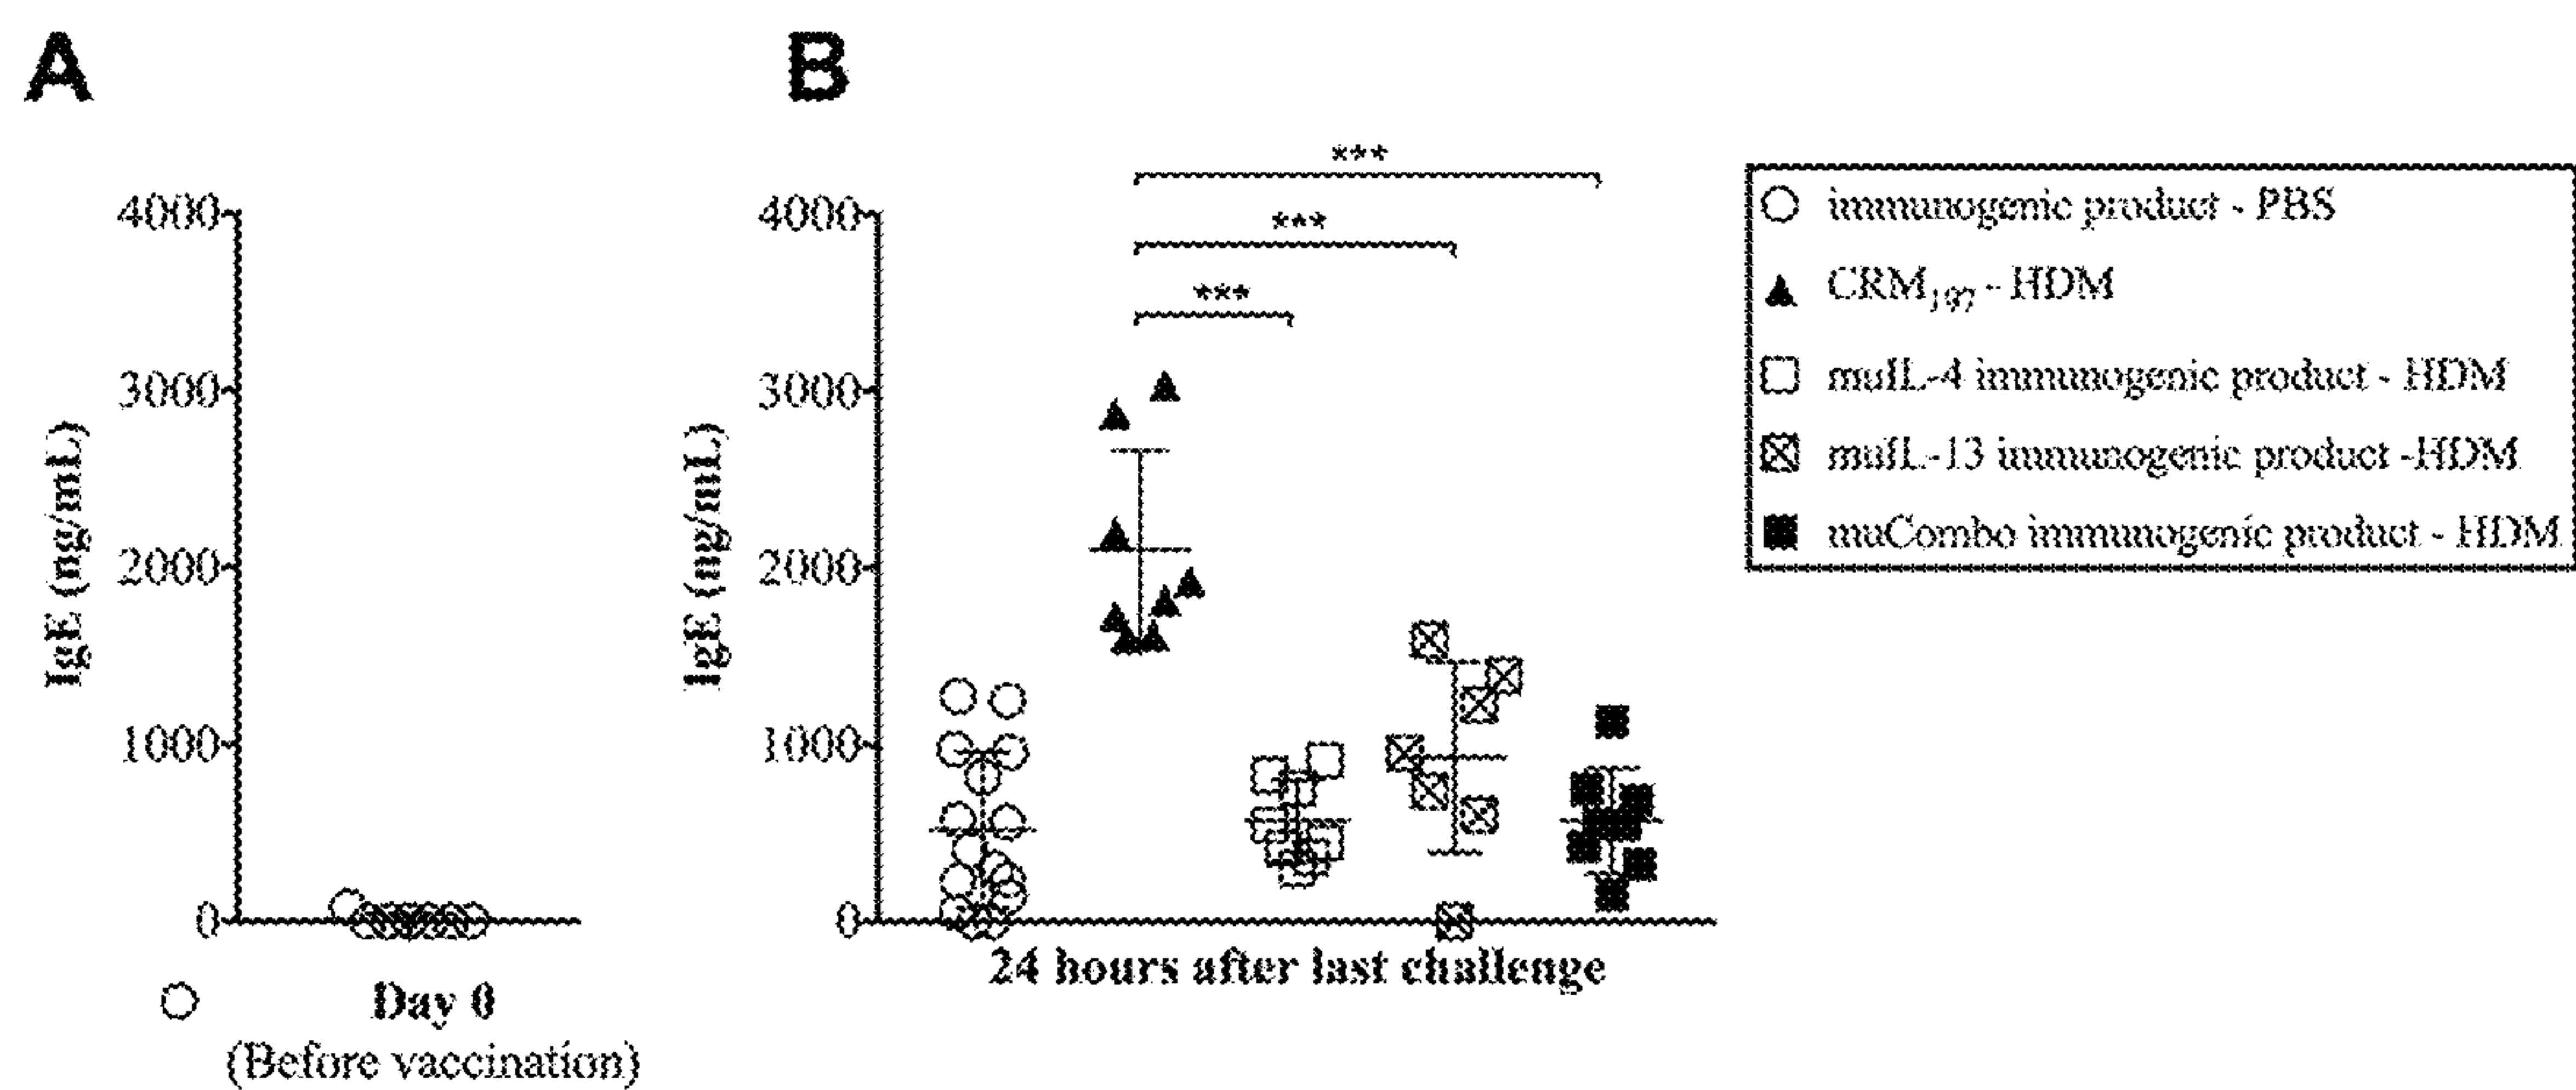 A
B
4000
3000
2000
1000
0
IgE (ng/mL)
Day 0
(Before vaccination)
***
***
***
4000
3000
2000
1000
0
IgE (ng/mL)
24 hours after last challenge
immunogenic product - PBS
CRM197 - HDM
muIL-4 immunogenic product - HDM
muIL-13 immunogenic product -HDM
muCombo immunogenic product - HDM